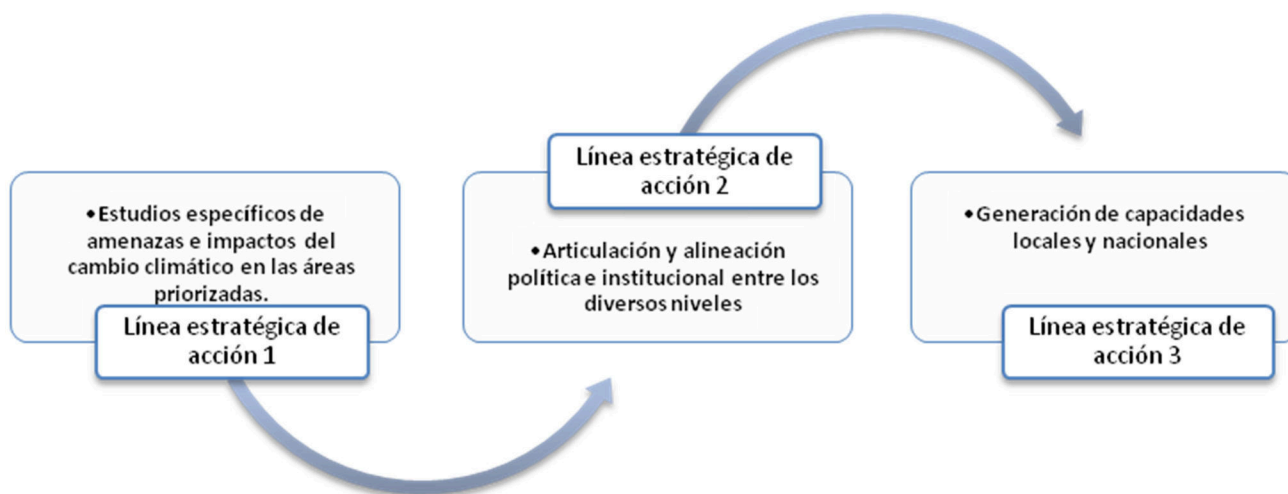 •Estudios específicos de
amenazas e impactos del
cambio climático en las áreas
priorizadas.
Línea estratégica de
acción 1
Línea estratégica de
acción 2
•Articulación y alineación
política e institucional entre los
diversos niveles
•Generación de capacidades
locales y nacionales
Línea estratégica de
acción 3